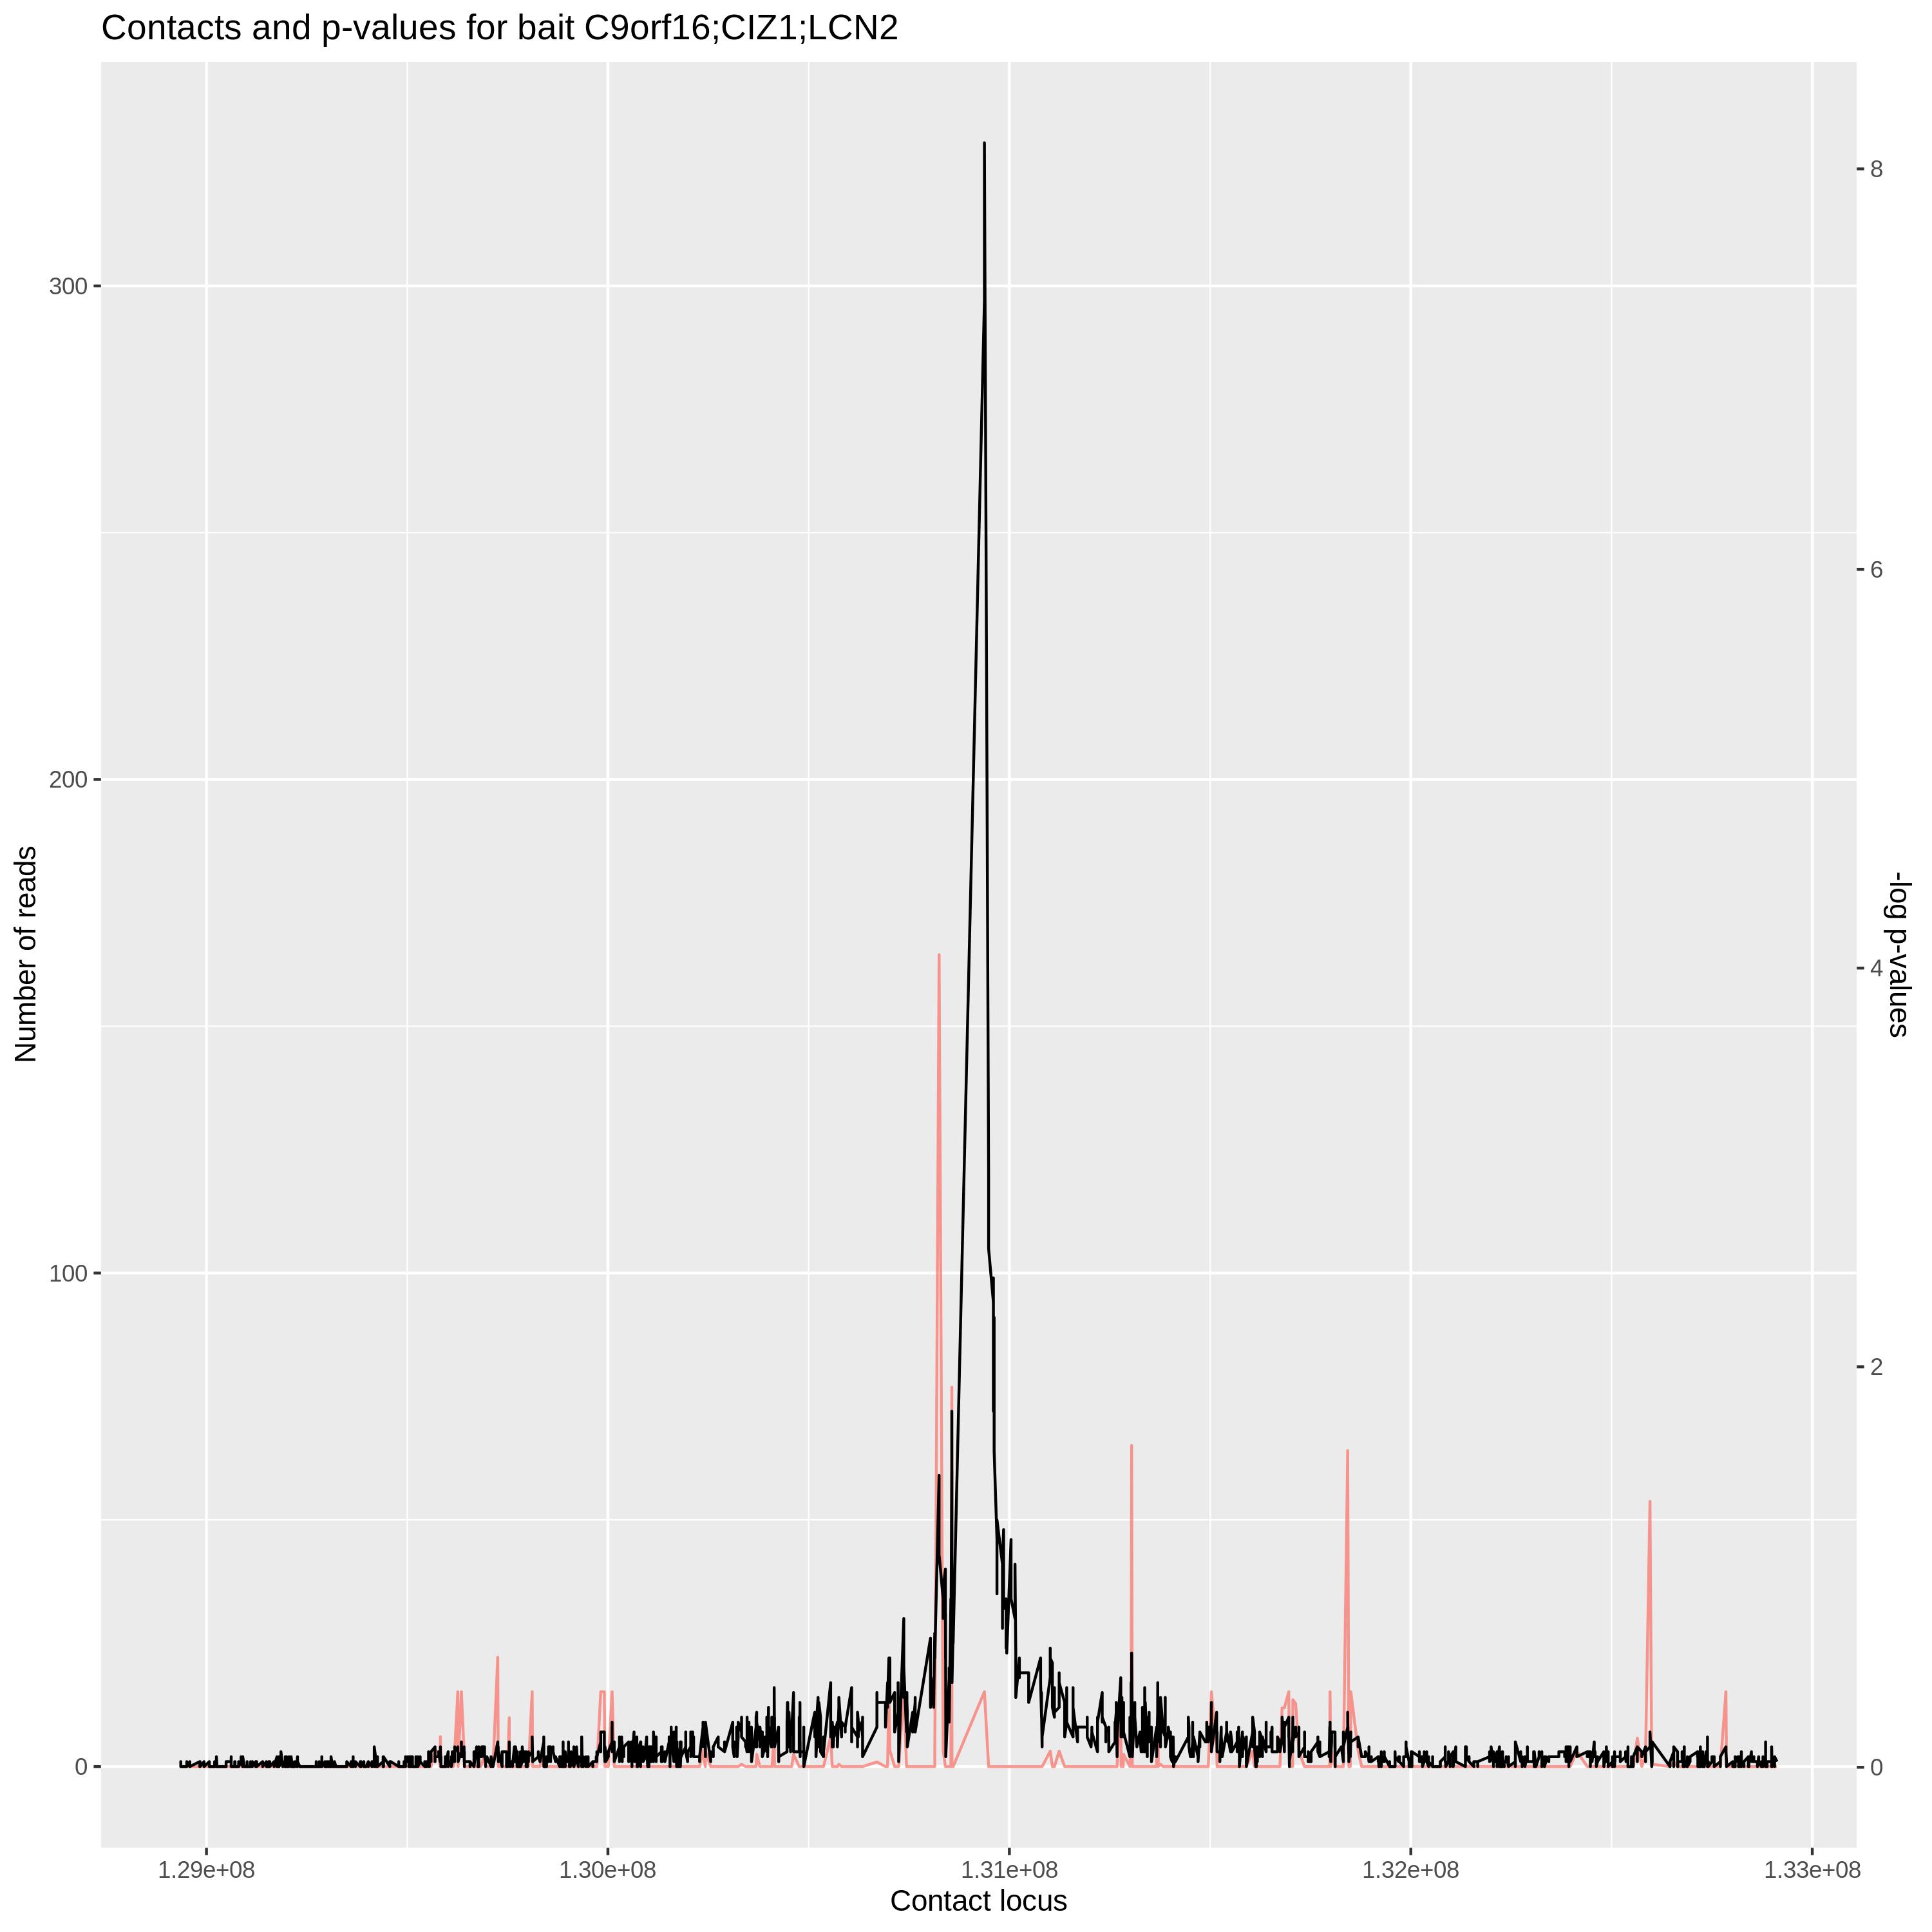 Contacts and p-values for bait C9orf16;CIZ1;LCN2
8
300
6
200
Number of reads
-log p-values
4
2
100
0
0
1.29e+08
1.30e+08
1.31e+08
1.32e+08
1.33e+08
Contact locus